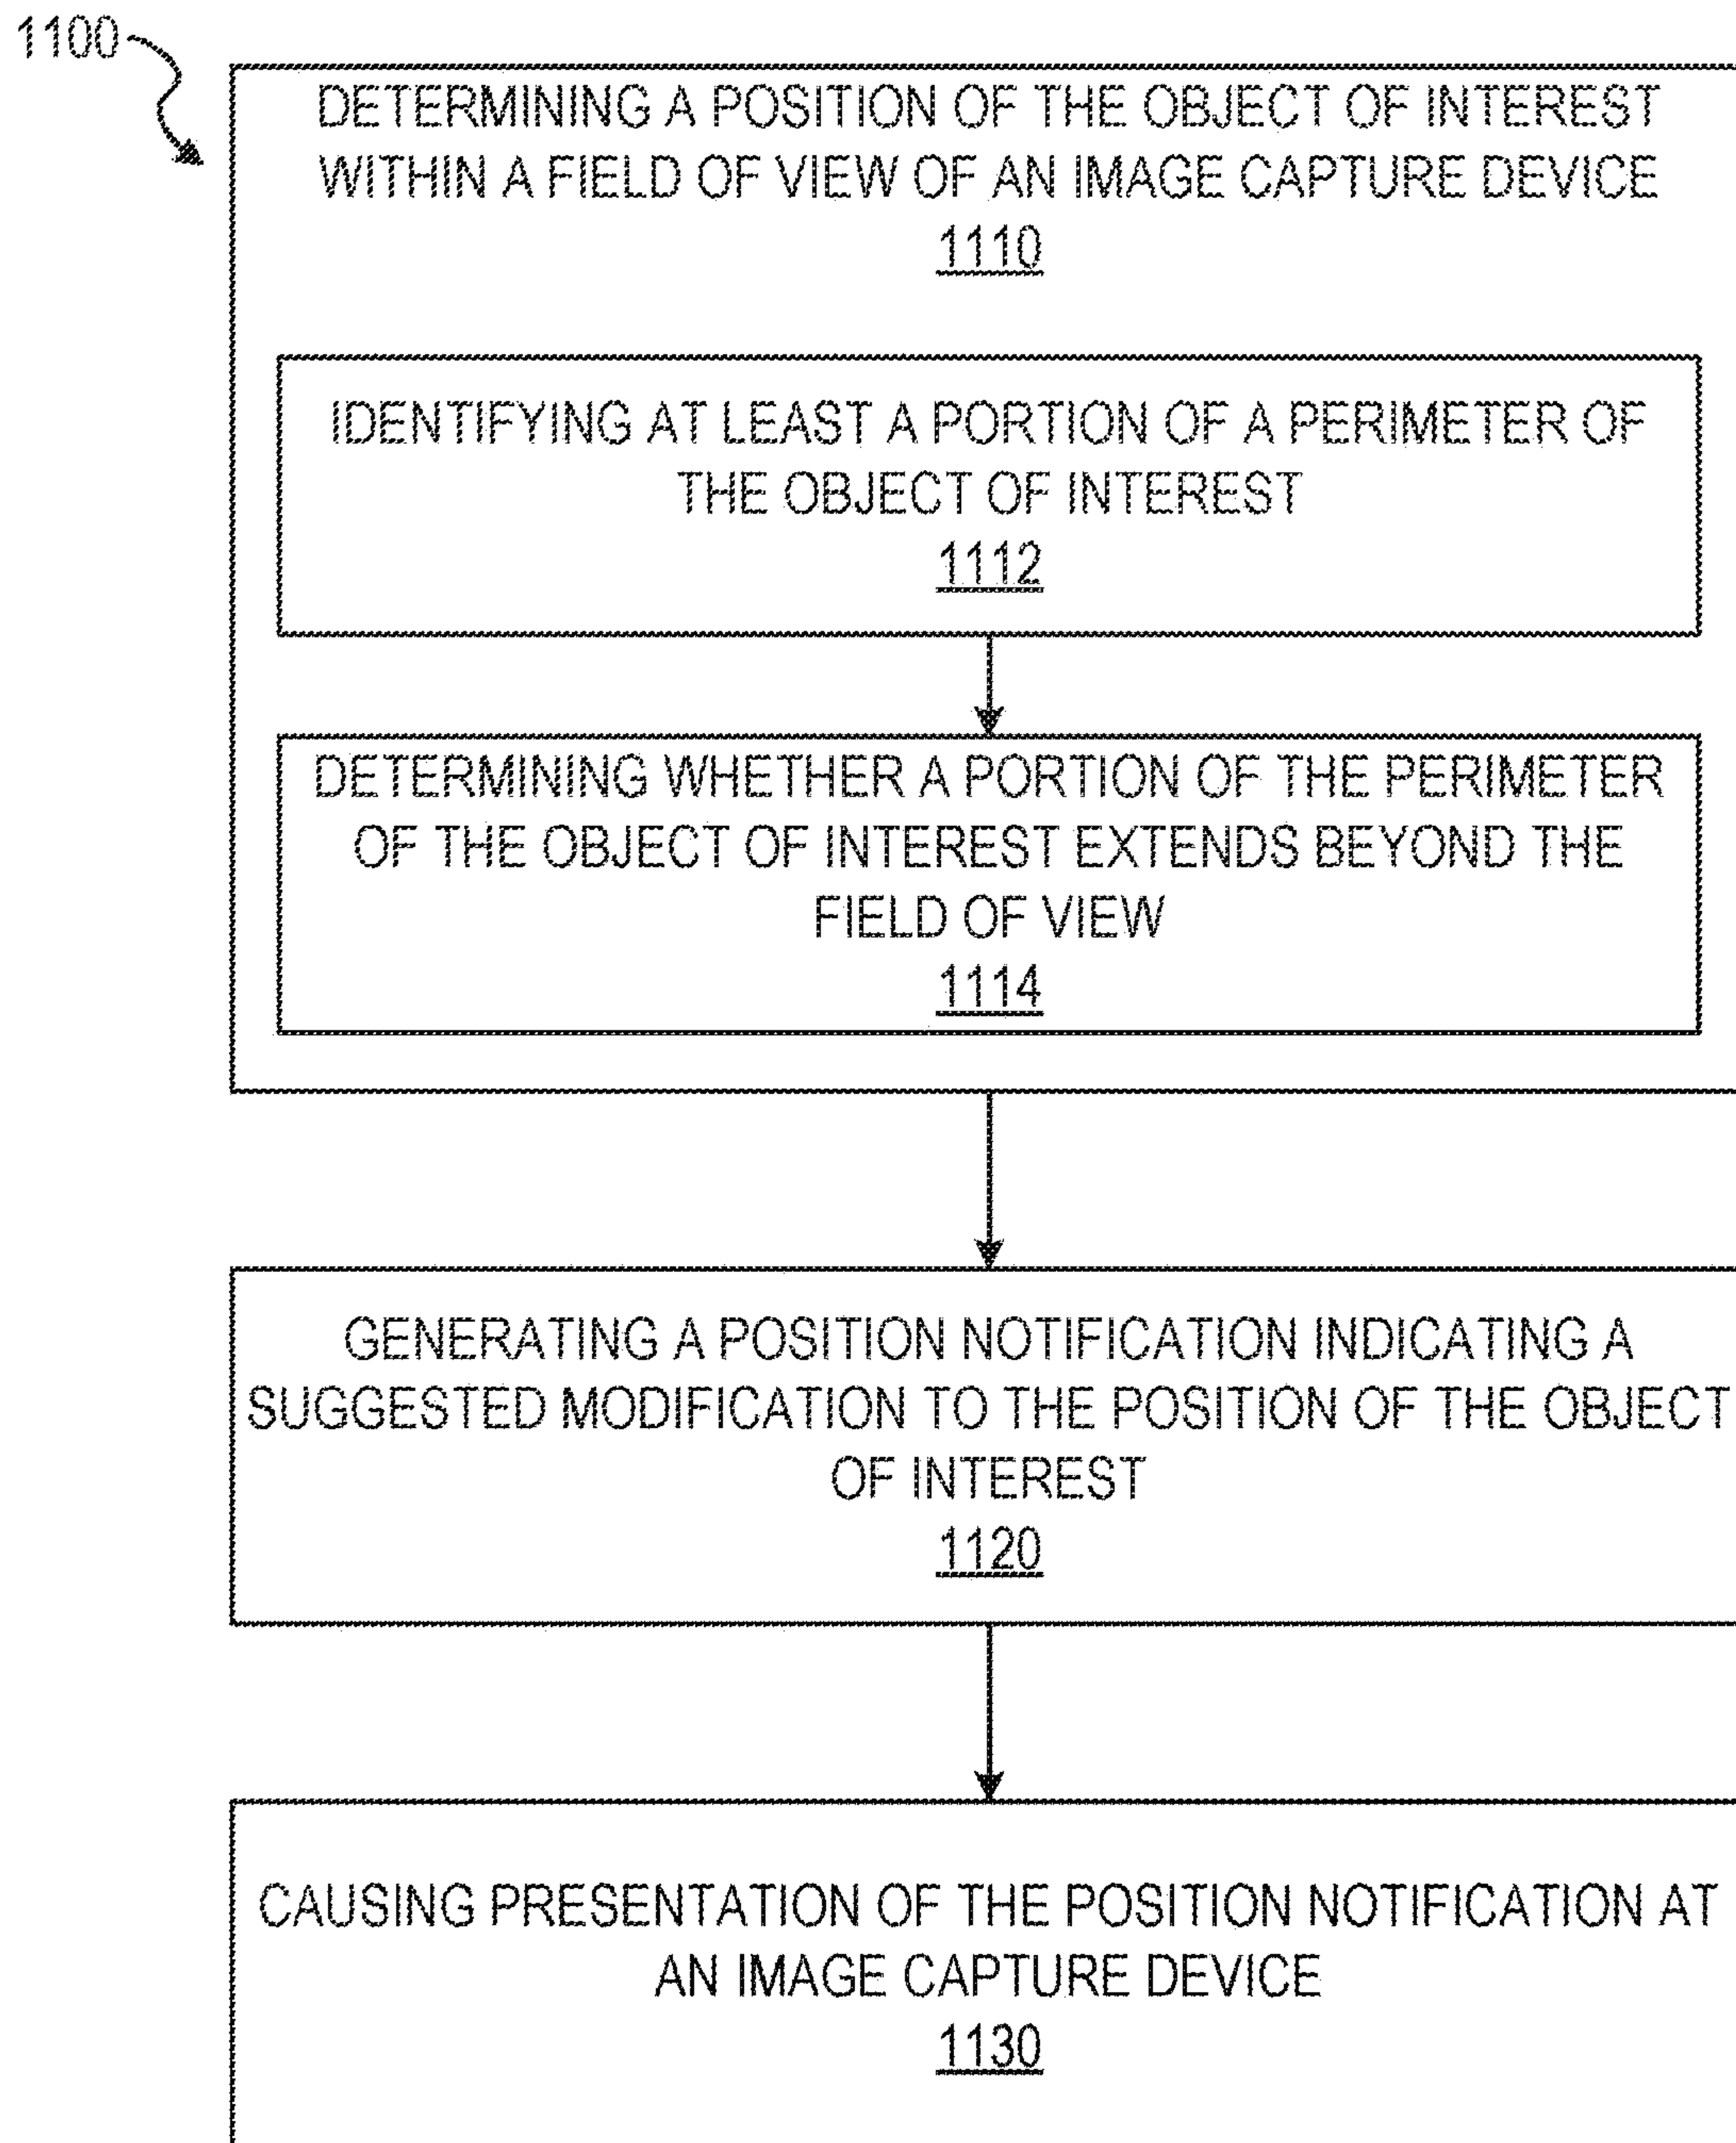 1100
DETERMINING A POSITION OF THE OBJECT OF INTEREST
WITHIN A FIELD OF VIEW OF AN IMAGE CAPTURE DEVICE
1110
IDENTIFYING AT LEAST A PORTION OF A PERIMETER OF
THE OBJECT OF INTEREST
1112
DETERMINING WHETHER A PORTION OF THE PERIMETER
OF THE OBJECT OF INTEREST EXTENDS BEYOND THE
FIELD OF VIEW
1114
GENERATING A POSITION NOTIFICATION INDICATING A
SUGGESTED MODIFICATION TO THE POSITION OF THE OBJECT
OF INTEREST
1120
CAUSING PRESENTATION OF THE POSITION NOTIFICATION AT
AN IMAGE CAPTURE DEVICE
1130